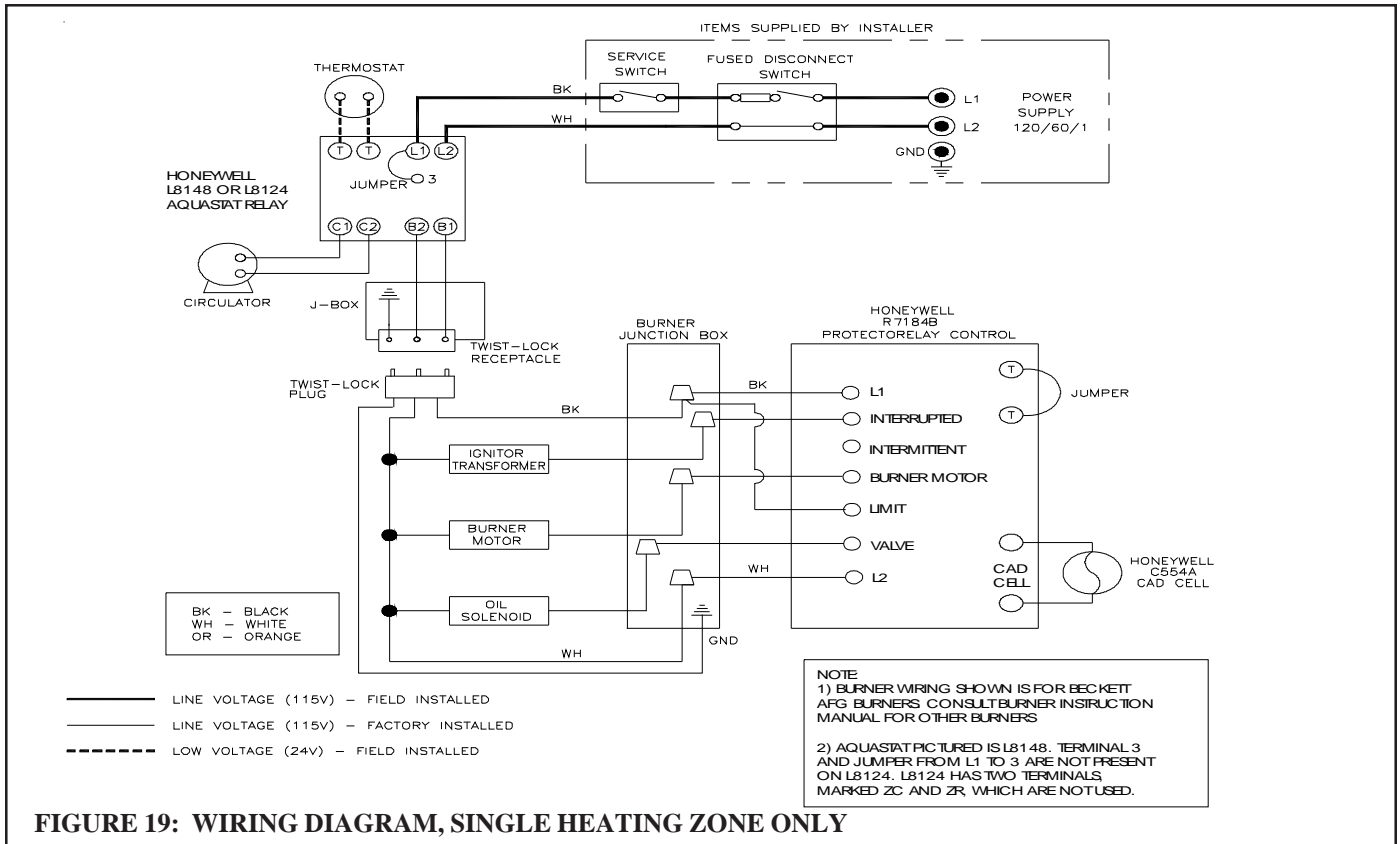 ITEMS SUPPLIED BY INSTALLER
SERVICE
SWITCH
FUSED DISCONNECT
SWITCH
THERMOSTAT
BK
WH
L1
L2
GND
POWER
SUPPLY
120/60/1
T T L1 L2
JUMPER 3
HONEYWELL
L8148 OR L8124
AQUASTAT RELAY
C1 C2 B2 B1
CIRCULATOR
J-BOX
TWIST-LOCK
RECEPTACLE
TWIST-LOCK
PLUG
BURNER
JUNCTION BOX
HONEYWELL
R7184B
PROTECTORELAY CONTROL
BK
BK
L1
INTERRUPTED
INTERMITTENT
BURNER MOTOR
LIMIT
VALVE
L2
T
T
JUMPER
IGNITOR
TRANSFORMER
BURNER
MOTOR
OIL
SOLENOID
WH
WH
GND
CAD
CELL
HONEYWELL
C554A
CAD CELL
BK - BLACK
WH - WHITE
OR - ORANGE
LINE VOLTAGE (115V) - FIELD INSTALLED
LINE VOLTAGE (115V) - FACTORY INSTALLED
LOW VOLTAGE (24V) - FIELD INSTALLED
NOTE:
1) BURNER WIRING SHOWN IS FOR BECKETT
AFG BURNERS. CONSULT BURNER INSTRUCTION
MANUAL FOR OTHER BURNERS
2) AQUASTAT PICTURED IS L8148. TERMINAL 3
AND JUMPER FROM L1 TO 3 ARE NOT PRESENT
ON L8124. L8124 HAS TWO TERMINALS,
MARKED ZC AND ZR, WHICH ARE NOT USED.
FIGURE 19: WIRING DIAGRAM, SINGLE HEATING ZONE ONLY